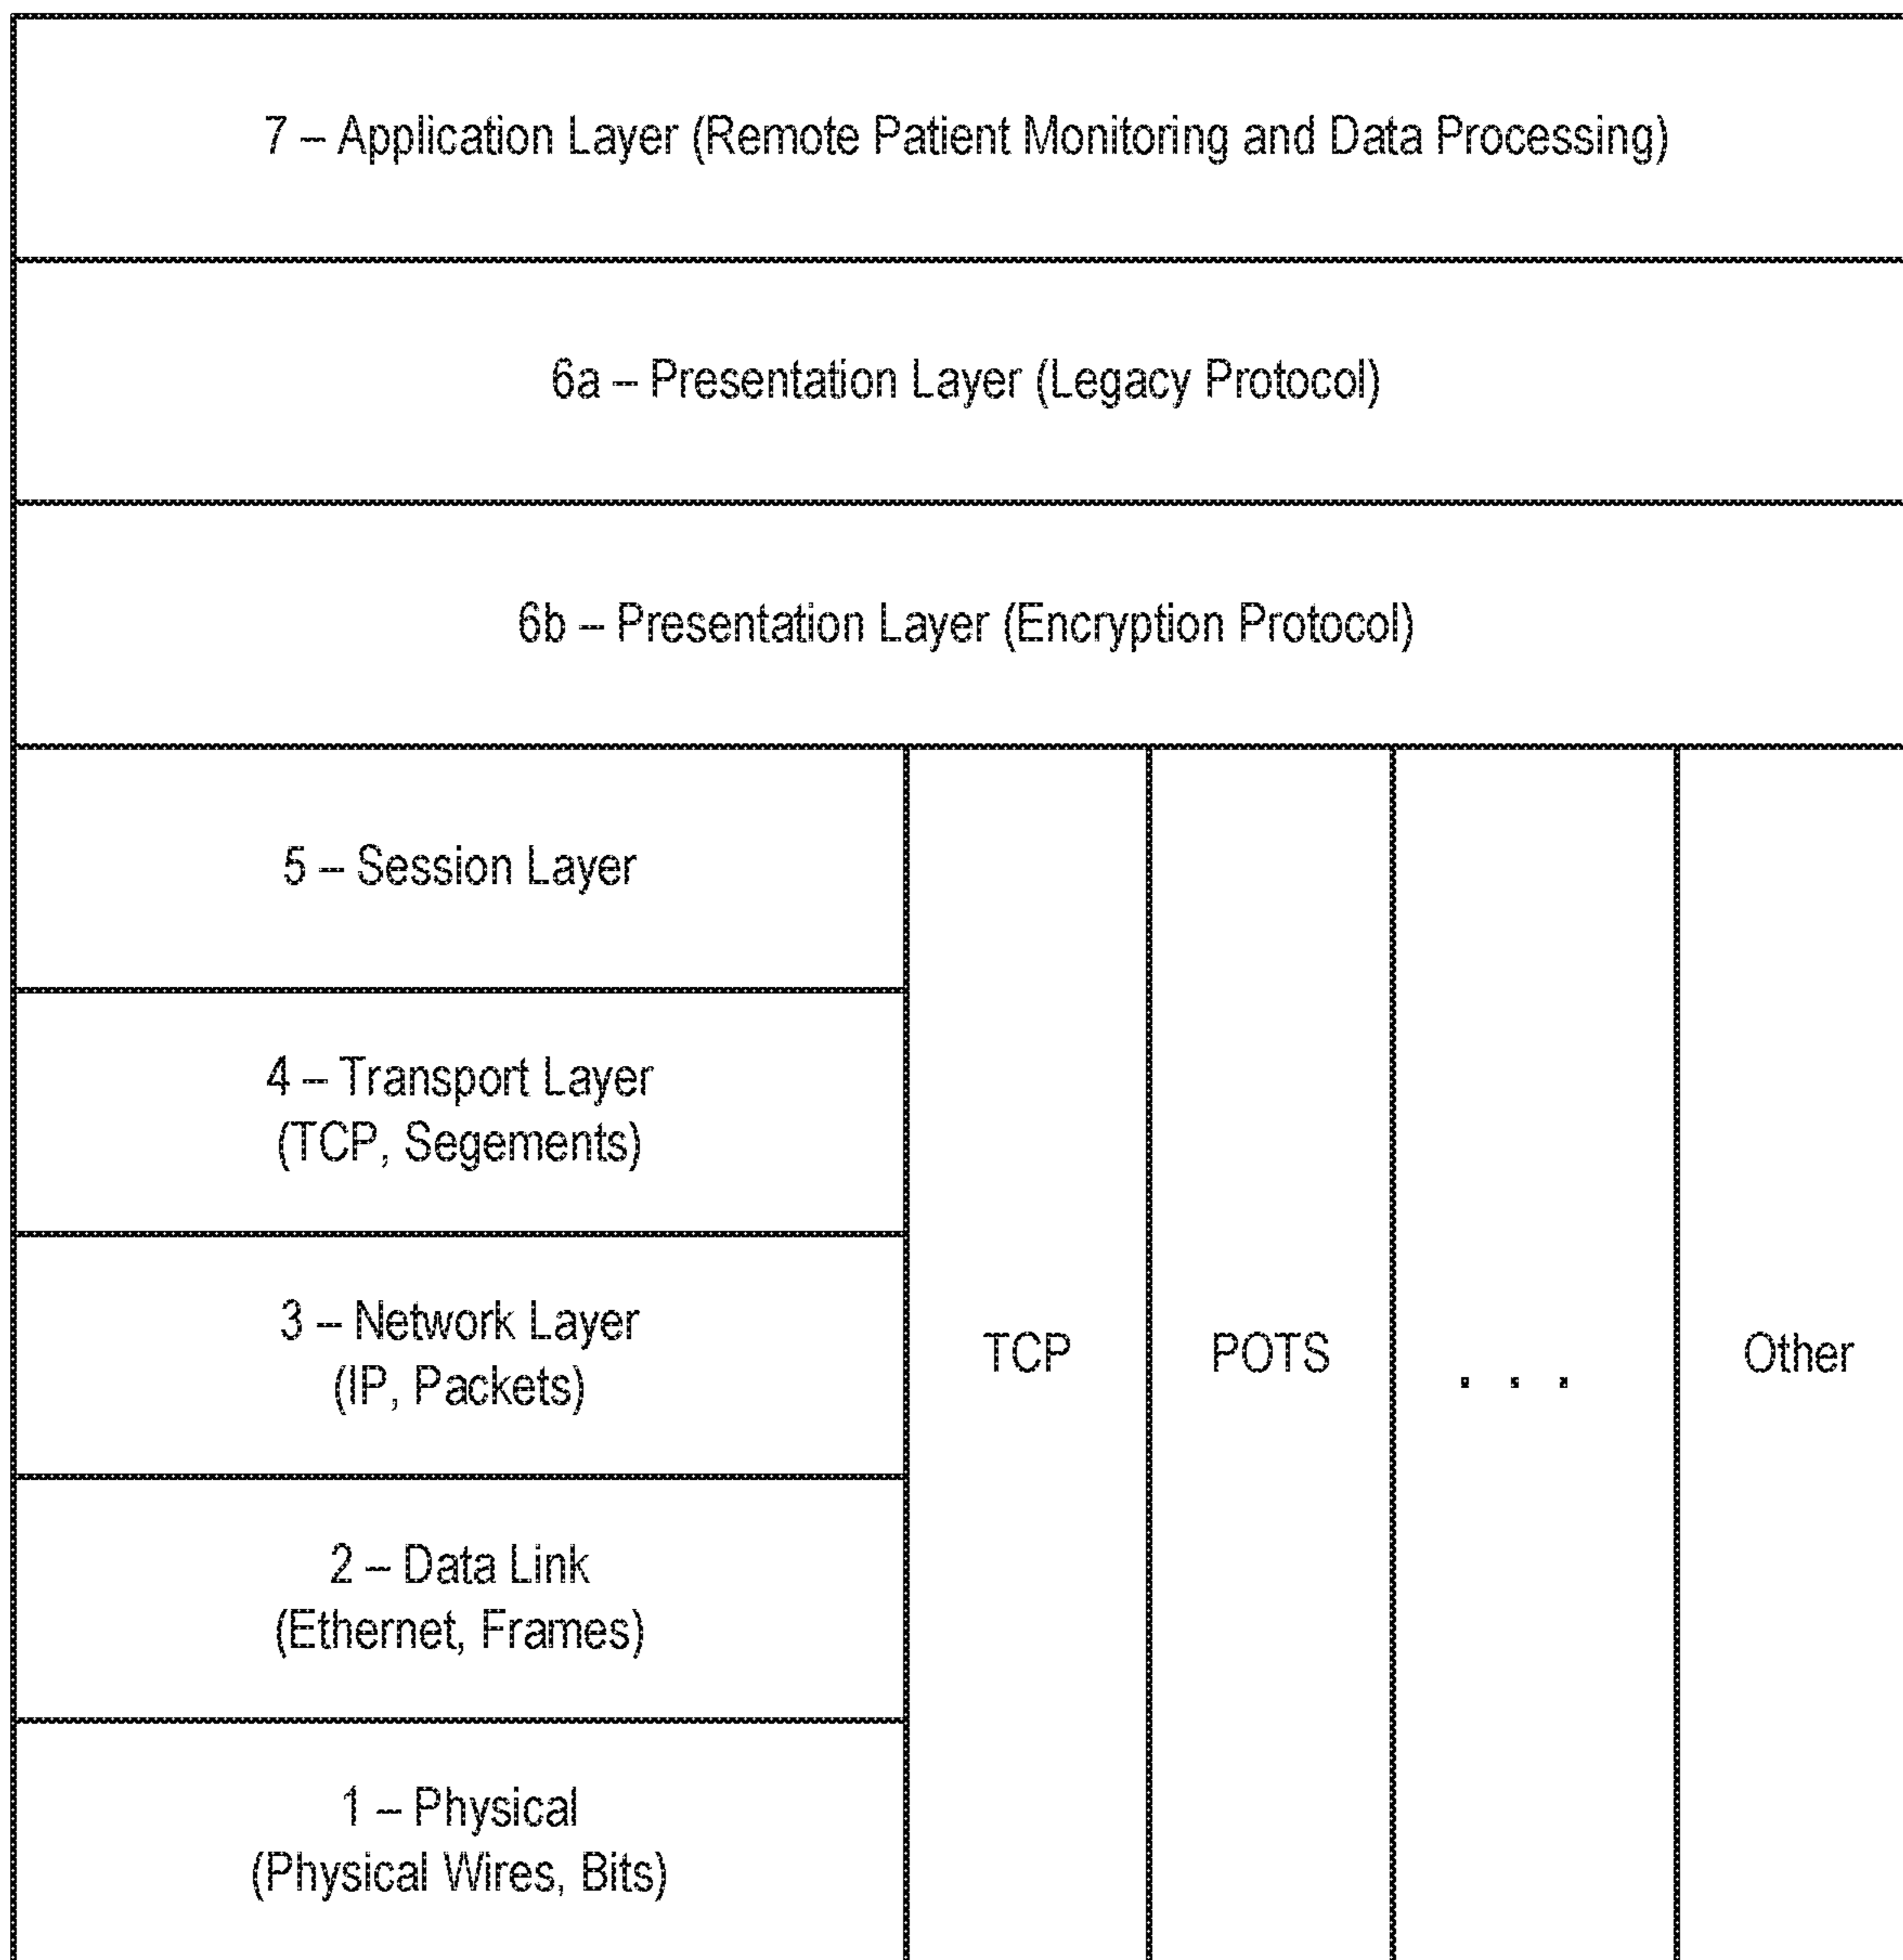 7 – Application Layer (Remote Patient Monitoring and Data Processing)
6a – Presentation Layer (Legacy Protocol)
6b – Presentation Layer (Encryption Protocol)
5 – Session Layer
4 – Transport Layer
(TCP, Segements)
3 – Network Layer
(IP, Packets)
2 – Data Link
(Ethernet, Frames)
1 – Physical
(Physical Wires, Bits)
TCP
POTS
. . .
Other